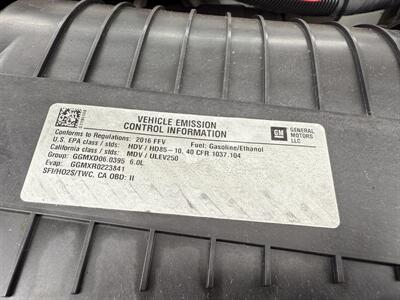 VEHICLE EMISSION
CONTROL INFORMATION
GM
GENERAL
MOTORS
LLC
Conforms to Regulations: 2016 FFV Fuel: Gasoline/Ethanol
U.S. EPA class / stds: HDV / HD85-10, 40 CFR 1037.104
California class / stds: MDV / ULEV250
Group: GGMXD06.0395 6.0L
Evap: GGMXR0223841
SFI/HO2S/TWC, CA OBD: II